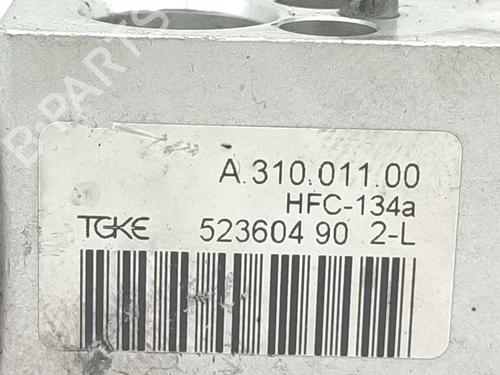 B-PARTS
A.310.011.00
HFC-134a
TGKE 523604 90 2-L